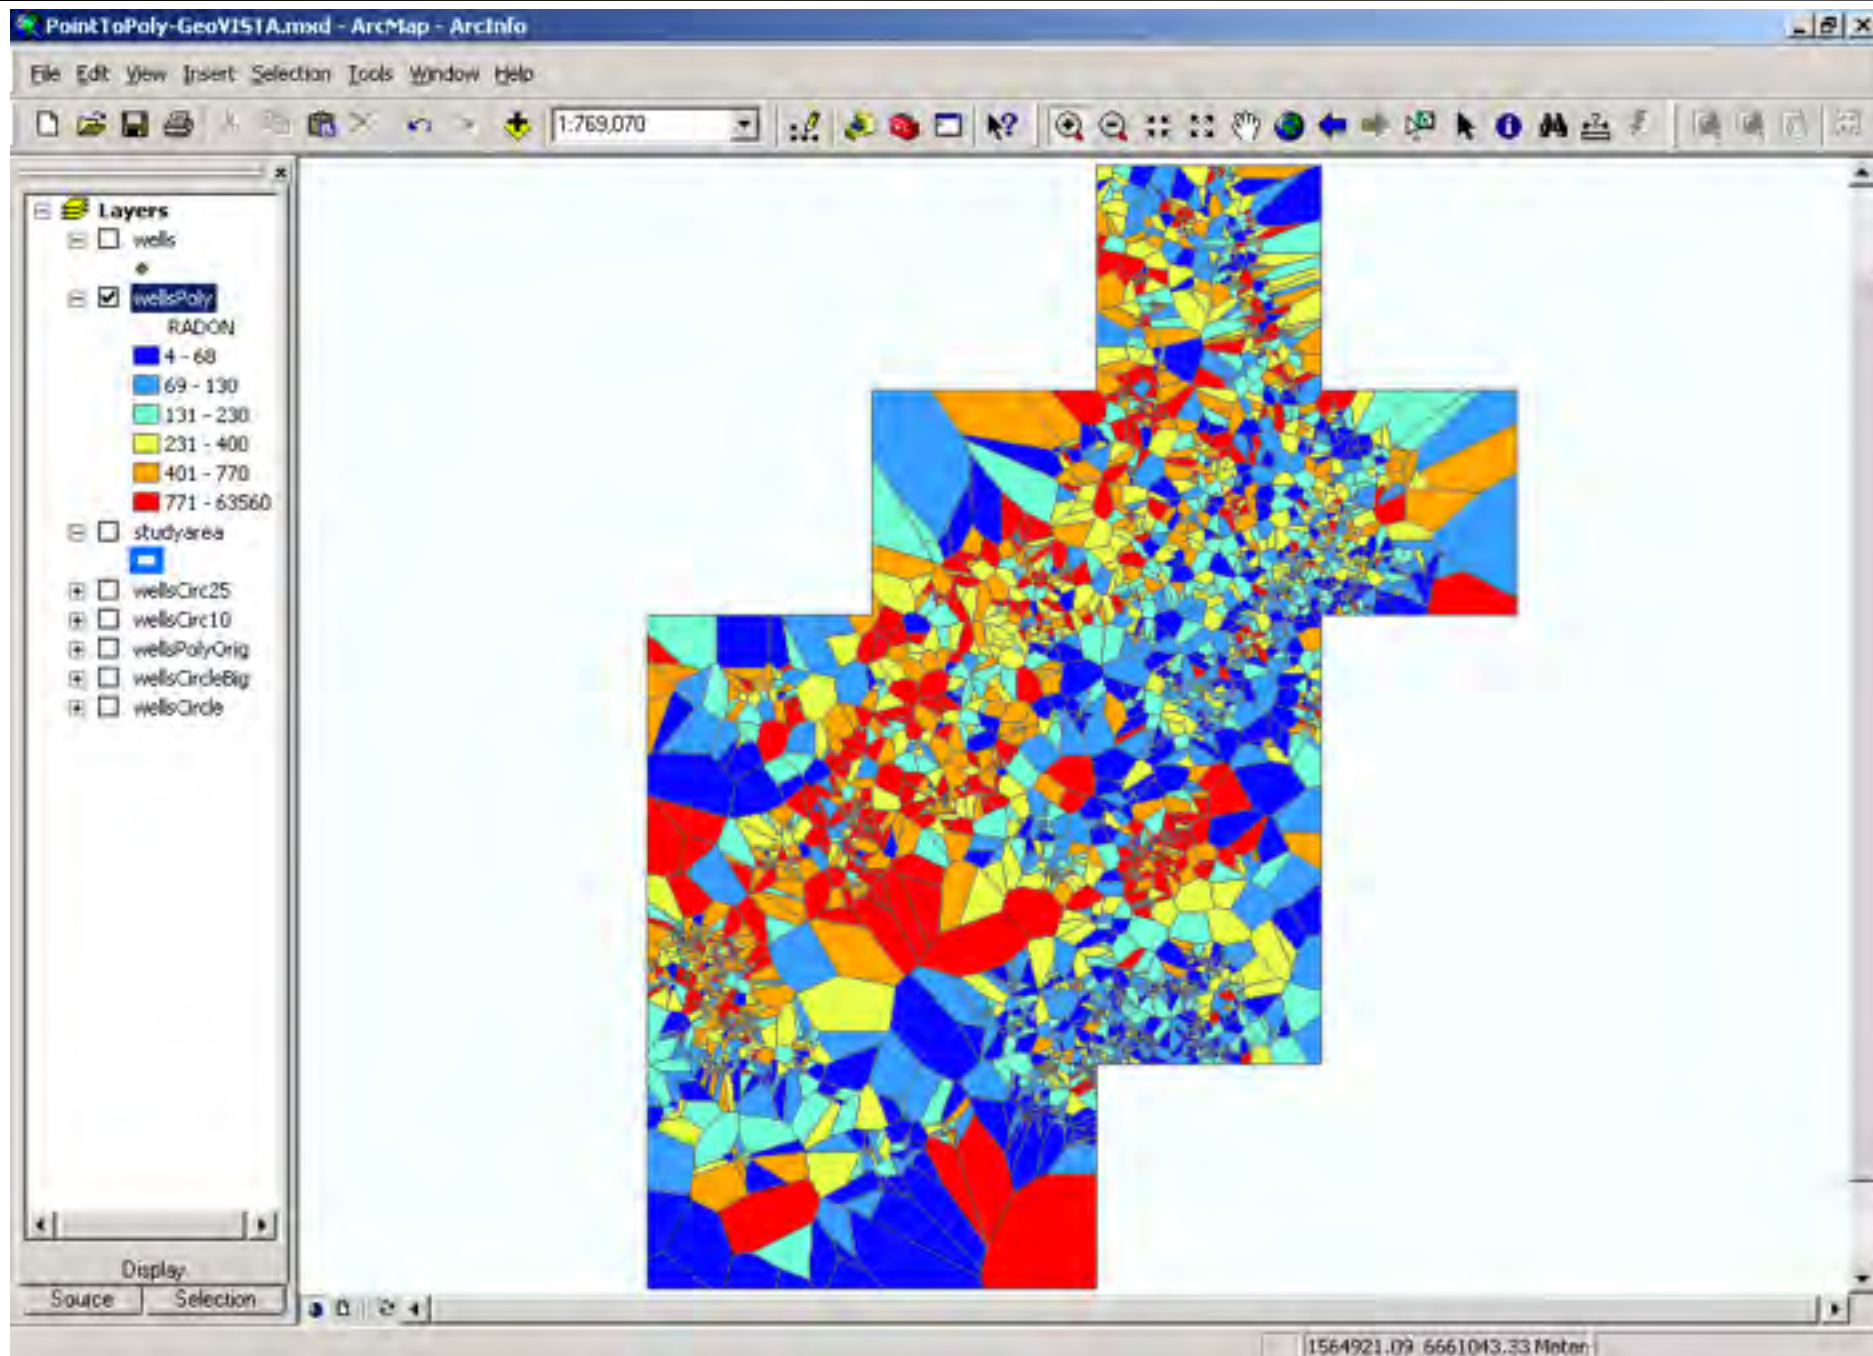 PointToPoly-GeoVISTA.mxd - ArcMap - ArcInfo
File Edit View Insert Selection Tools Window Help
1:769,070
Layers
wells
wellsPoly
RADON
4 - 68
69 - 130
131 - 230
231 - 400
401 - 770
771 - 63560
studyarea
wellsCirc25
wellsCirc10
wellsPolyOrig
wellsCircleBig
wellsCircle
Display
Source Selection
1564921.09 6661043.33 Meter